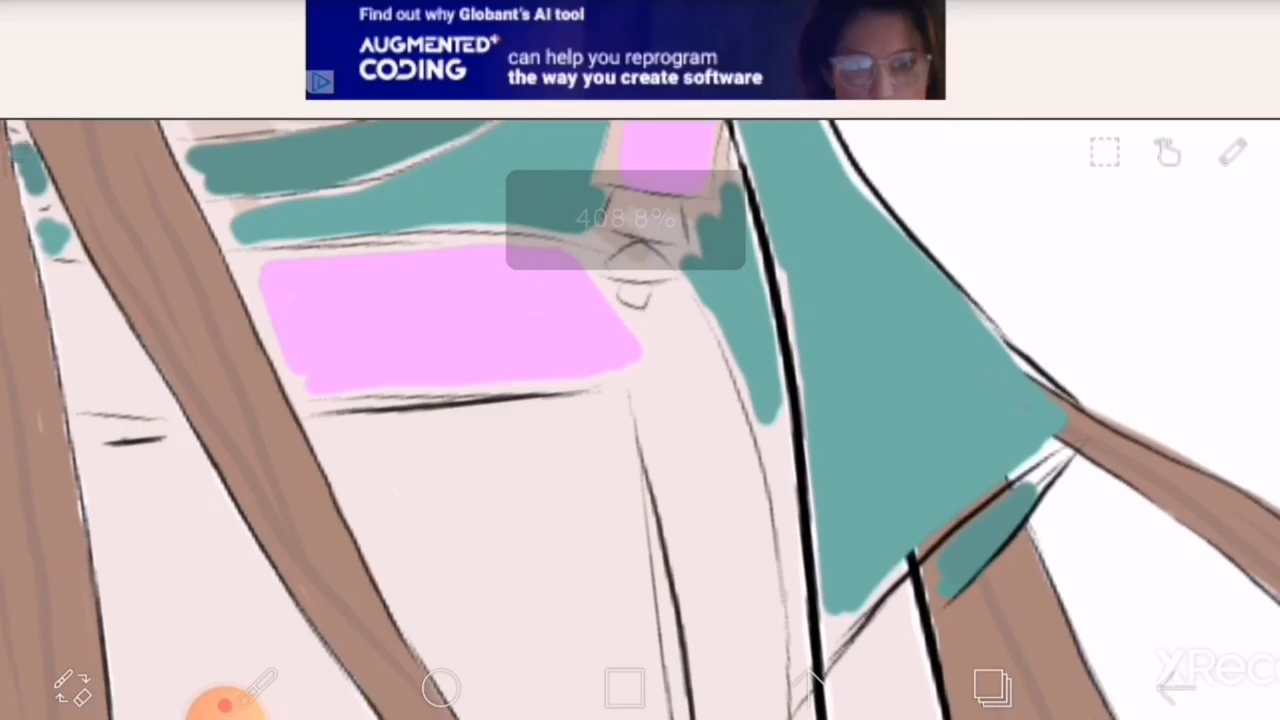 Find out why Globant's AI tool
AUGMENTED+
CODING
can help you reprogram
the way you create software
408.8%
XRec